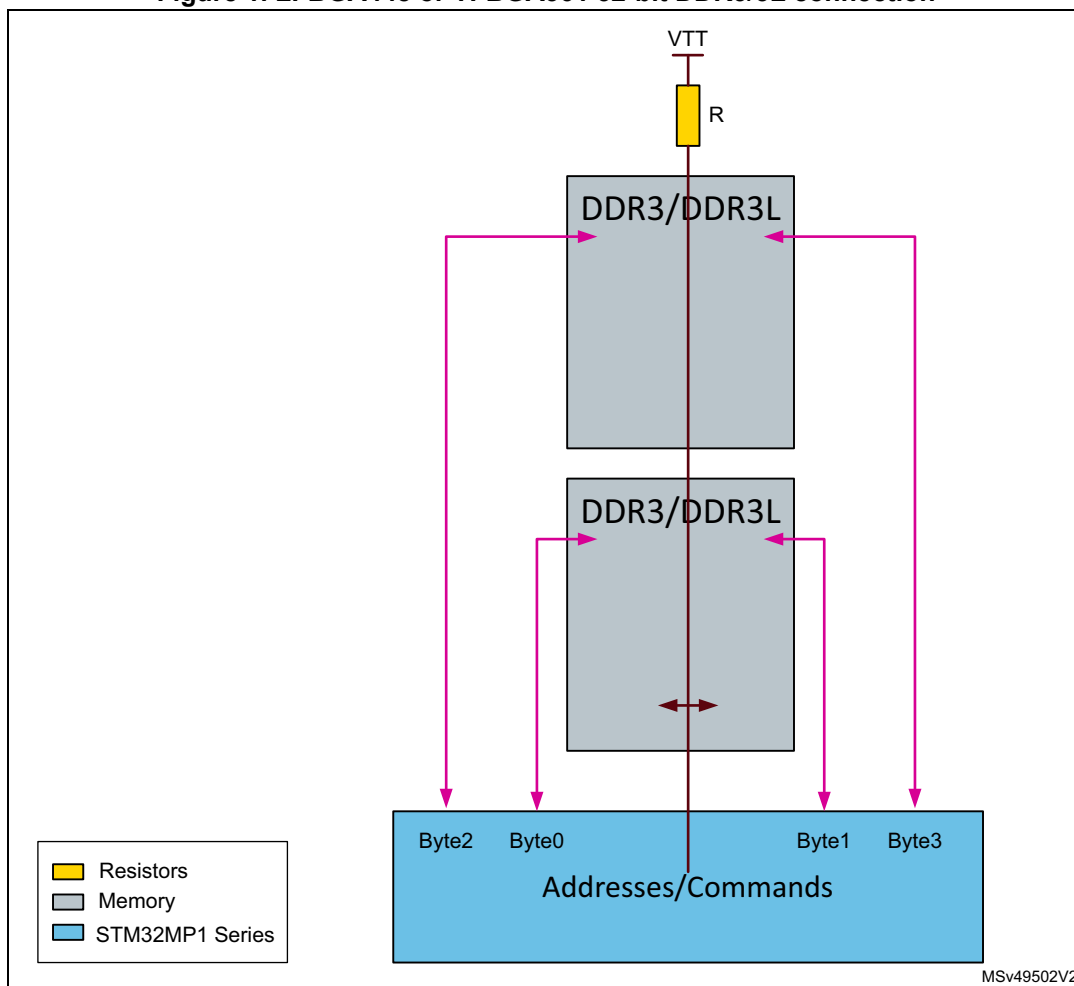 VTT
R
DDR3/DDR3L
DDR3/DDR3L
Byte2 Byte0 Byte1 Byte3
Addresses/Commands
Resistors
Memory
STM32MP1 Series
MSv49502V2